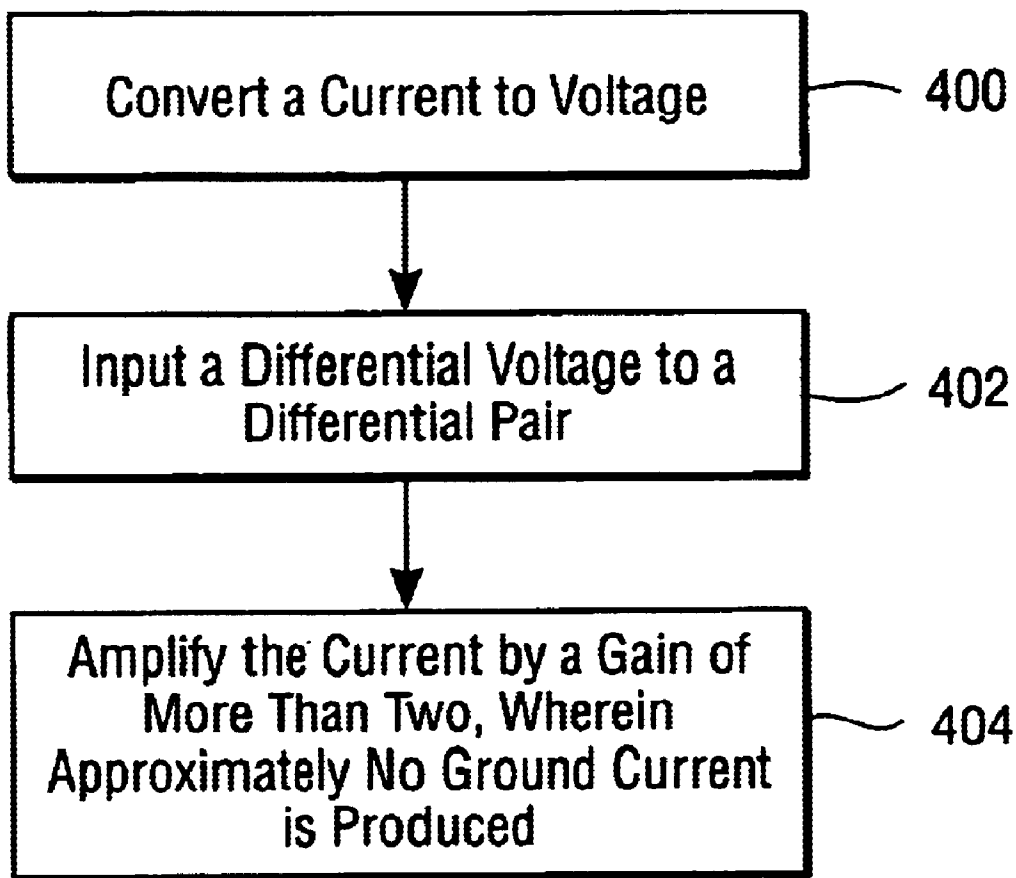 Convert a Current to Voltage
400
Input a Differential Voltage to a
Differential Pair
402
Amplify the Current by a Gain of
More Than Two, Wherein
Approximately No Ground Current
is Produced
404